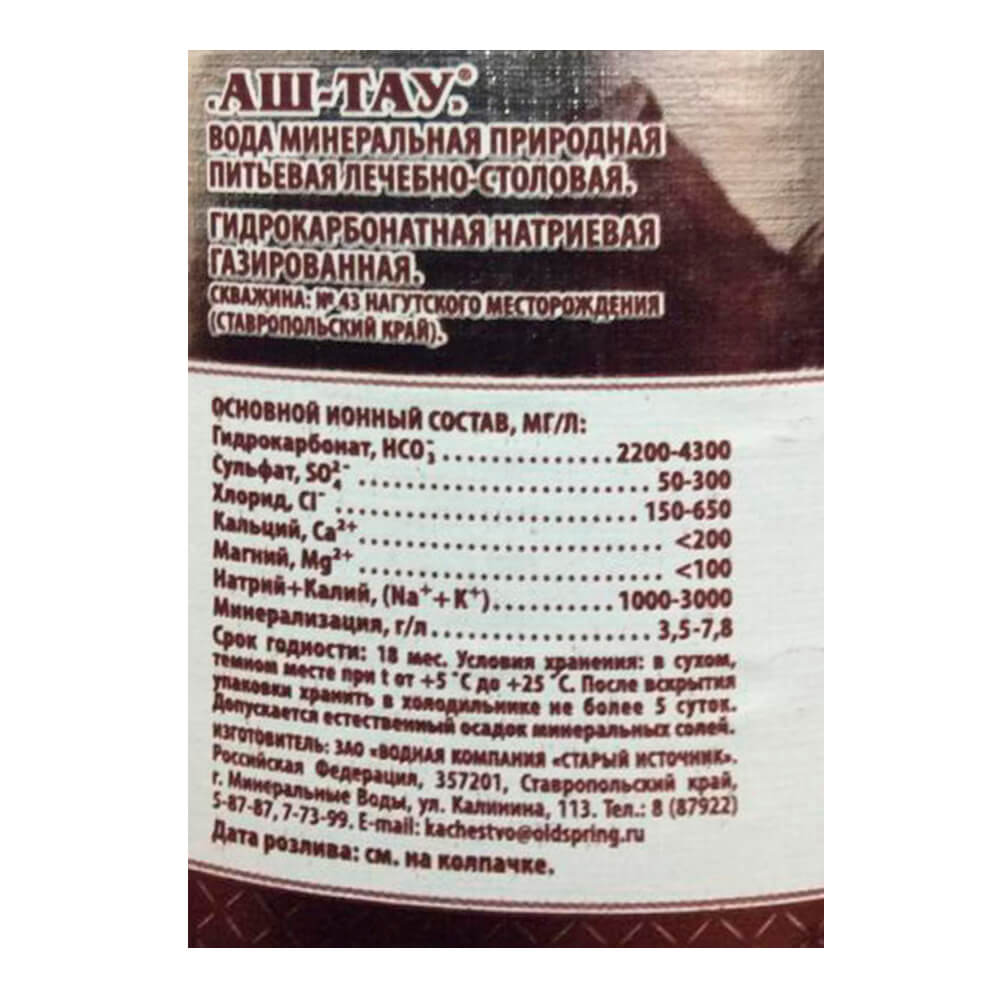 АШ-ТАУ®
ВОДА МИНЕРАЛЬНАЯ ПРИРОДНАЯ
ПИТЬЕВАЯ ЛЕЧЕБНО-СТОЛОВАЯ.
ГИДРОКАРБОНАТНАЯ НАТРИЕВАЯ
ГАЗИРОВАННАЯ.
СКВАЖИНА: № 43 НАГУТСКОГО МЕСТОРОЖДЕНИЯ
(СТАВРОПОЛЬСКИЙ КРАЙ).
ОСНОВНОЙ ИОННЫЙ СОСТАВ, МГ/Л:
Гидрокарбонат, HCO₃⁻ ................ 2200-4300
Сульфат, SO₄²⁻ ............................ 50-300
Хлорид, Cl⁻ ............................. 150-650
Кальций, Ca²⁺ ............................. <200
Магний, Mg²⁺ ............................. <100
Натрий+Калий, (Na⁺+K⁺) ........... 1000-3000
Минерализация, г/л ..................... 3,5-7,8
Срок годности: 18 мес. Условия хранения: в сухом,
темном месте при t от +5 °С до +25 °С. После вскрытия
упаковки хранить в холодильнике не более 5 суток.
Допускается естественный осадок минеральных солей.
ИЗГОТОВИТЕЛЬ: ЗАО «ВОДНАЯ КОМПАНИЯ «СТАРЫЙ ИСТОЧНИК».
Российская Федерация, 357201, Ставропольский край,
г. Минеральные Воды, ул. Калинина, 113. Тел.: 8 (87922)
5-87-87, 7-73-99. E-mail: kachestvo@oldspring.ru
Дата розлива: см. на колпачке.